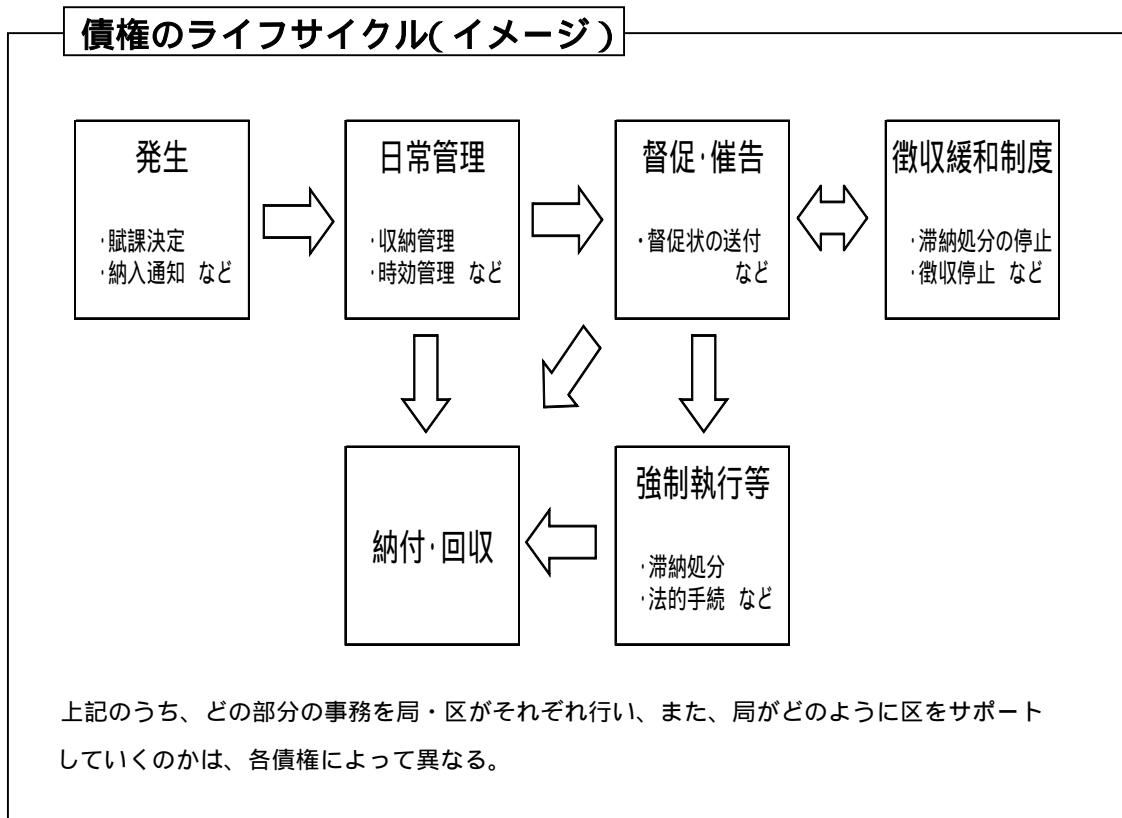 債権のライフサイクル(イメージ)
発生
・賦課決定
・納入通知 など
日常管理
・収納管理
・時効管理 など
督促・催告
・督促状の送付
など
徴収緩和制度
・滞納処分の停止
・徴収停止 など
納付・回収
強制執行等
・滞納処分
・法的手続 など
上記のうち、どの部分の事務を局・区がそれぞれ行い、また、局がどのように区をサポート
していくのかは、各債権によって異なる。